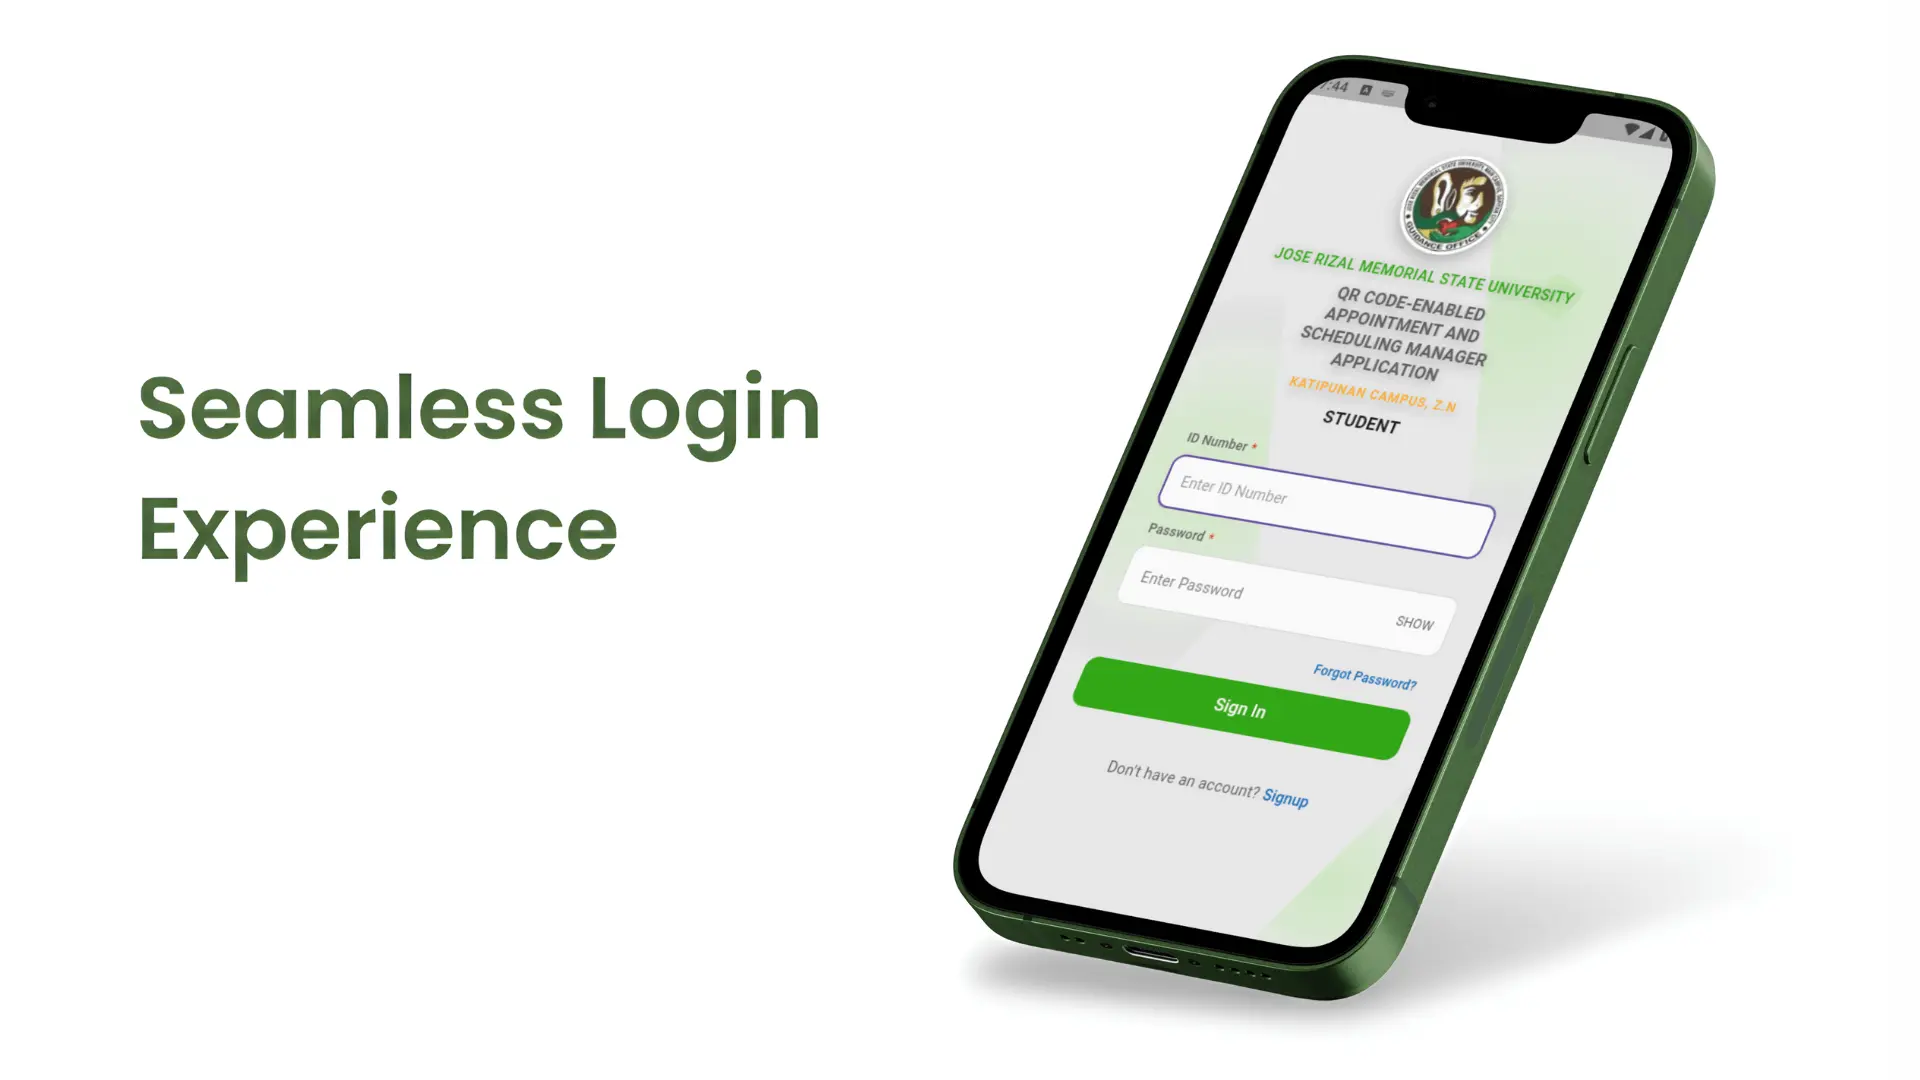 Seamless Login
Experience
7:44
GUIDANCE OFFICE
JOSE RIZAL MEMORIAL STATE UNIVERSITY
QR CODE-ENABLED
APPOINTMENT AND
SCHEDULING MANAGER
APPLICATION
KATIPUNAN CAMPUS, Z.N
STUDENT
ID Number *
Enter ID Number
Password *
Enter Password
SHOW
Forgot Password?
Sign In
Don't have an account? Signup